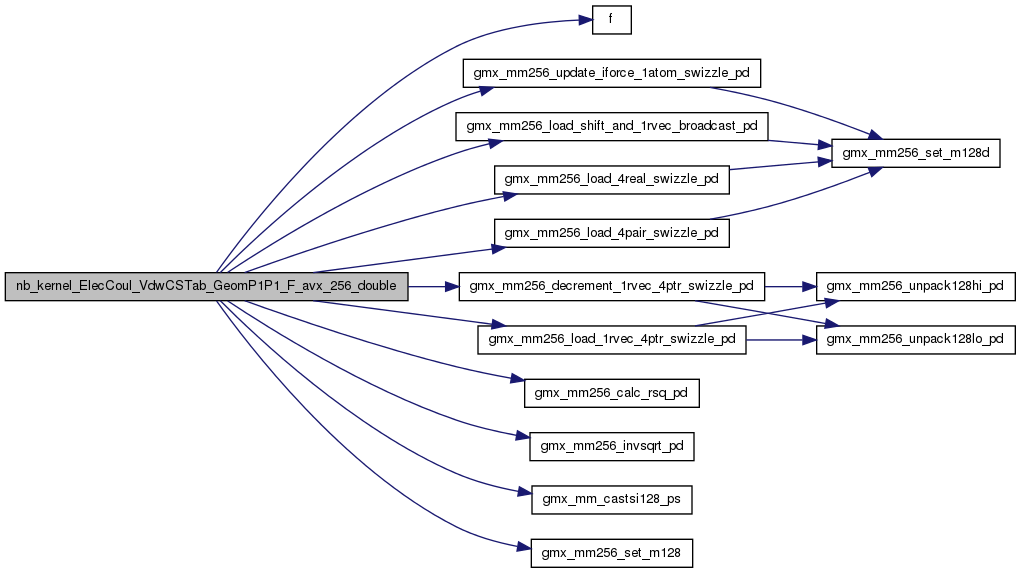 f
gmx_mm256_update_iforce_1atom_swizzle_pd
gmx_mm256_load_shift_and_1rvec_broadcast_pd
gmx_mm256_set_m128d
gmx_mm256_load_4real_swizzle_pd
gmx_mm256_load_4pair_swizzle_pd
nb_kernel_ElecCoul_VdwCSTab_GeomP1P1_F_avx_256_double
gmx_mm256_decrement_1rvec_4ptr_swizzle_pd
gmx_mm256_unpack128hi_pd
gmx_mm256_load_1rvec_4ptr_swizzle_pd
gmx_mm256_unpack128lo_pd
gmx_mm256_calc_rsq_pd
gmx_mm256_invsqrt_pd
gmx_mm_castsi128_ps
gmx_mm256_set_m128